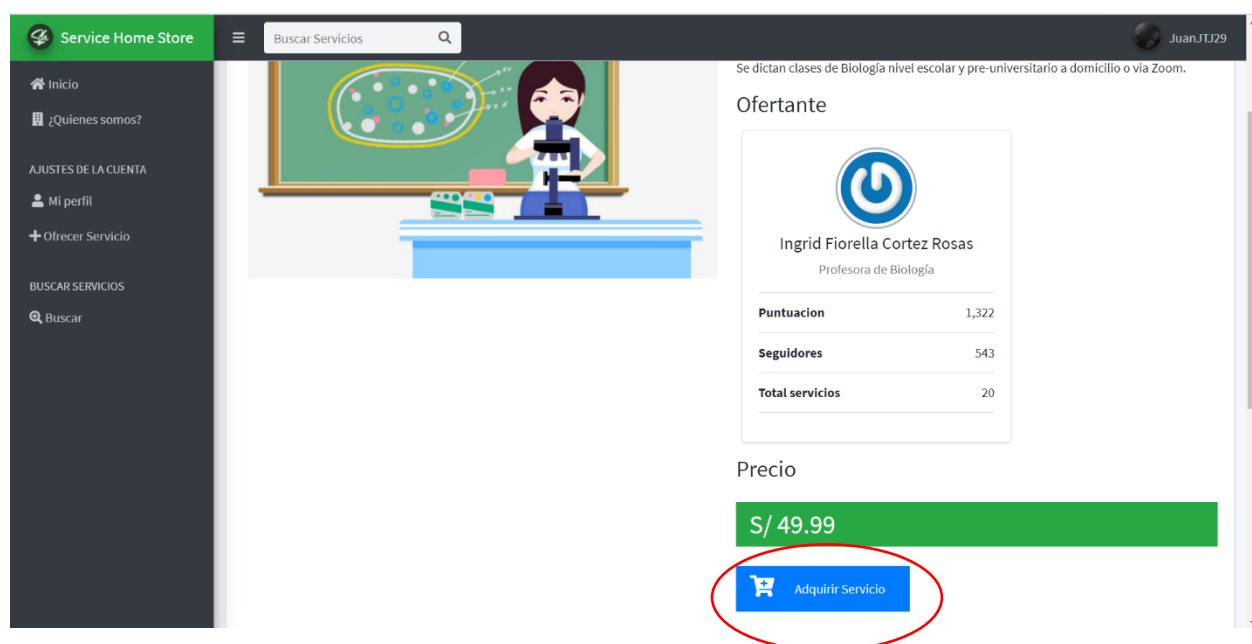 Service Home Store
Buscar Servicios
JuanJTJ29
Inicio
¿Quienes somos?
AJUSTES DE LA CUENTA
Mi perfil
Ofrecer Servicio
BUSCAR SERVICIOS
Buscar
Se dictan clases de Biología nivel escolar y pre-universitario a domicilio o via Zoom.
Ofertante
Ingrid Fiorella Cortez Rosas
Profesora de Biología
Puntuacion 1,322
Seguidores 543
Total servicios 20
Precio
S/ 49.99
Adquirir Servicio